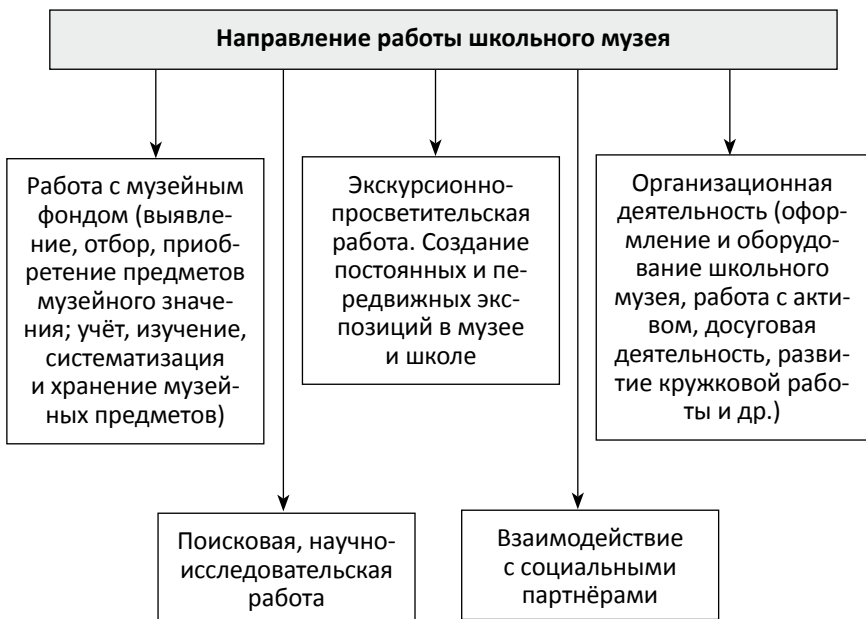 Направление работы школьного музея
Работа с музейным
фондом (выявле-
ние, отбор, приоб-
ретение предметов
музейного значе-
ния; учёт, изучение,
систематизация
и хранение музей-
ных предметов)
Экскурсионно-
просветительская
работа. Создание
постоянных и пе-
редвижных экс-
позиций в музее
и школе
Организационная
деятельность (офор-
мление и оборудо-
вание школьного
музея, работа с акти-
вом, досуговая
деятельность, разви-
тие кружковой рабо-
ты и др.)
Поисковая, научно-
исследовательская
работа
Взаимодействие
с социальными
партнёрами